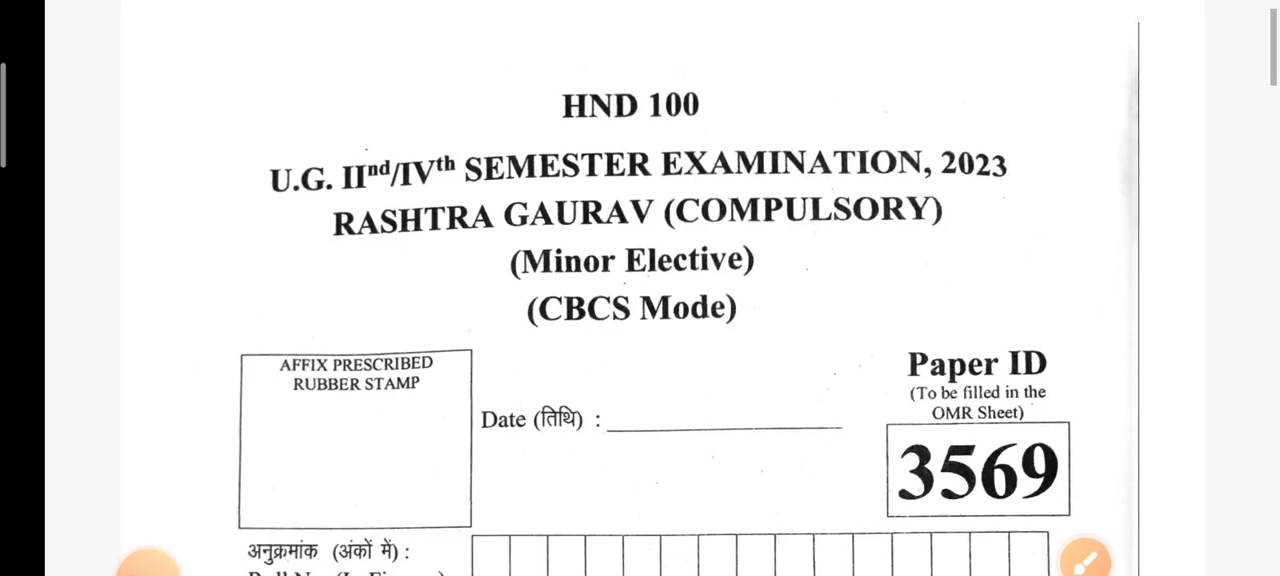 HND 100
U.G. IInd/IVth SEMESTER EXAMINATION, 2023
RASHTRA GAURAV (COMPULSORY)
(Minor Elective)
(CBCS Mode)
AFFIX PRESCRIBED
RUBBER STAMP
Date (तिथि) :
Paper ID
(To be filled in the
OMR Sheet)
3569
अनुक्रमांक (अंकों में) :